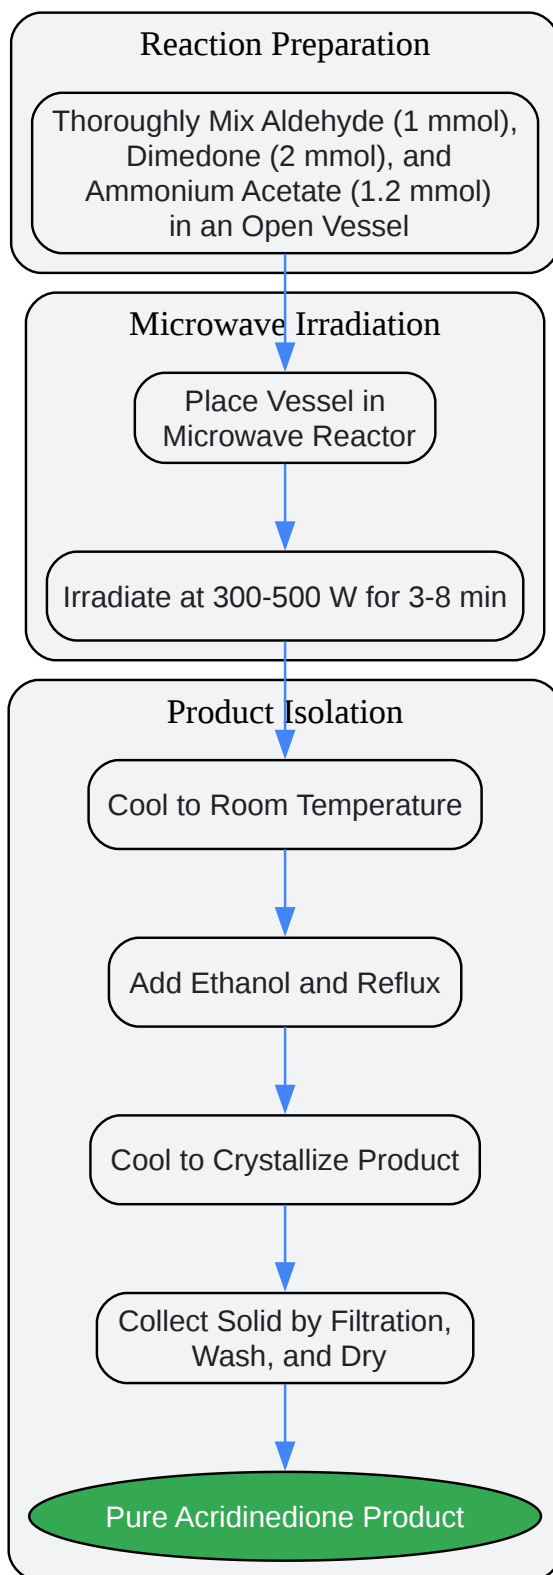 Reaction Preparation
Thoroughly Mix Aldehyde (1 mmol),
Dimedone (2 mmol), and
Ammonium Acetate (1.2 mmol)
in an Open Vessel
Microwave Irradiation
Place Vessel in
Microwave Reactor
Irradiate at 300-500 W for 3-8 min
Product Isolation
Cool to Room Temperature
Add Ethanol and Reflux
Cool to Crystallize Product
Collect Solid by Filtration,
Wash, and Dry
Pure Acridinedione Product